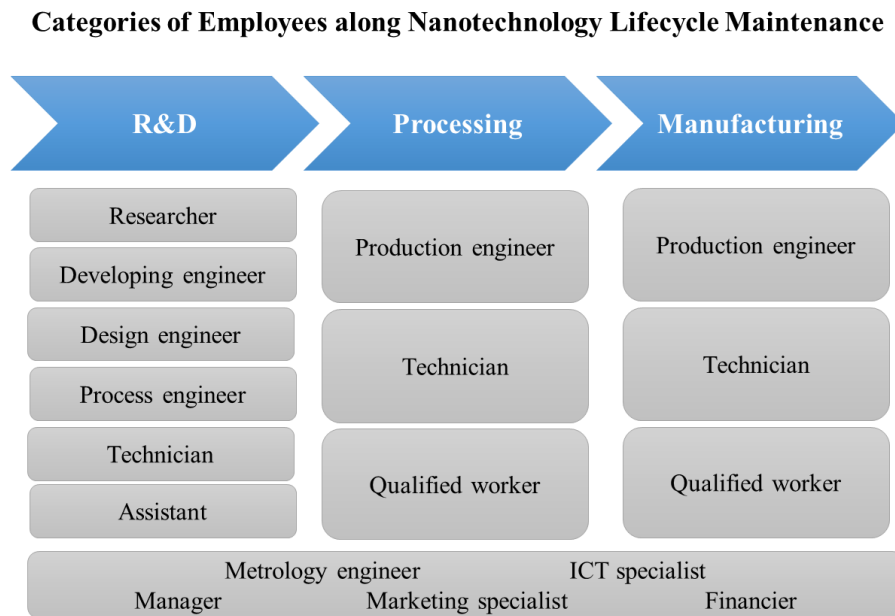 Categories of Employees along Nanotechnology Lifecycle Maintenance
R&D
Processing
Manufacturing
Researcher
Developing engineer
Design engineer
Process engineer
Technician
Assistant
Production engineer
Technician
Qualified worker
Production engineer
Technician
Qualified worker
Metrology engineer ICT specialist
Manager Marketing specialist Financier